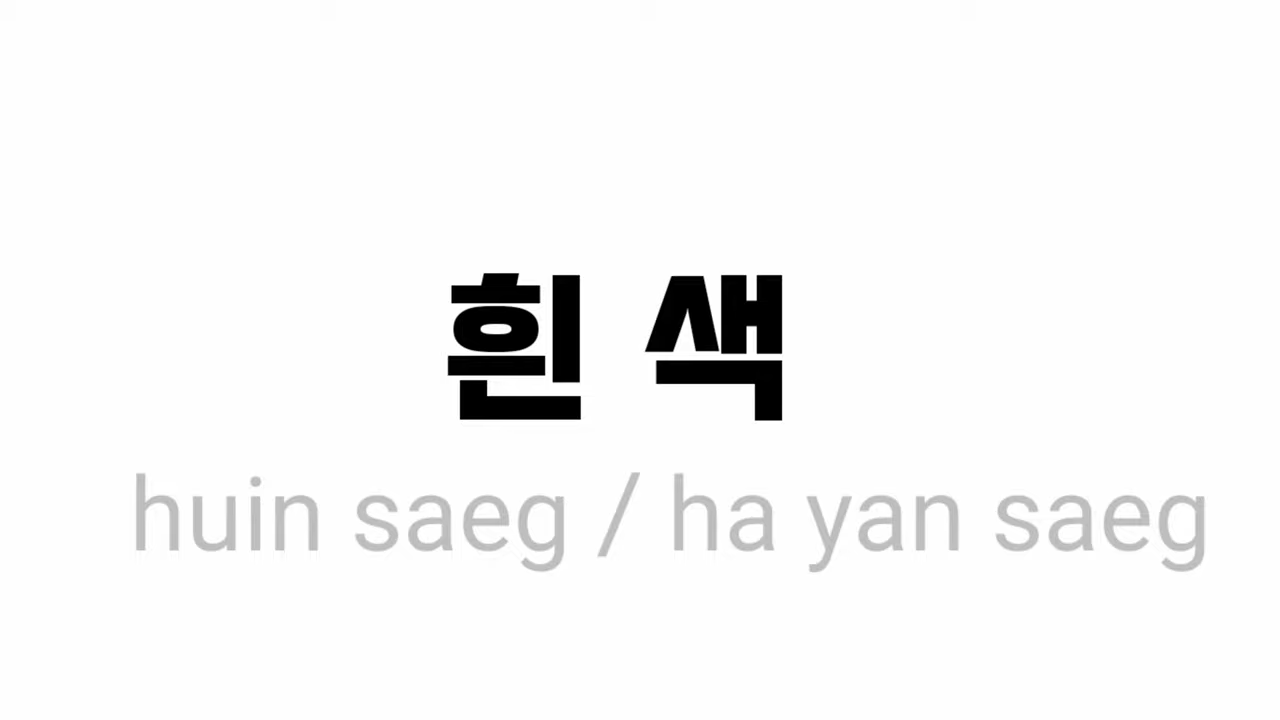 흰 색
huin saeg / ha yan saeg